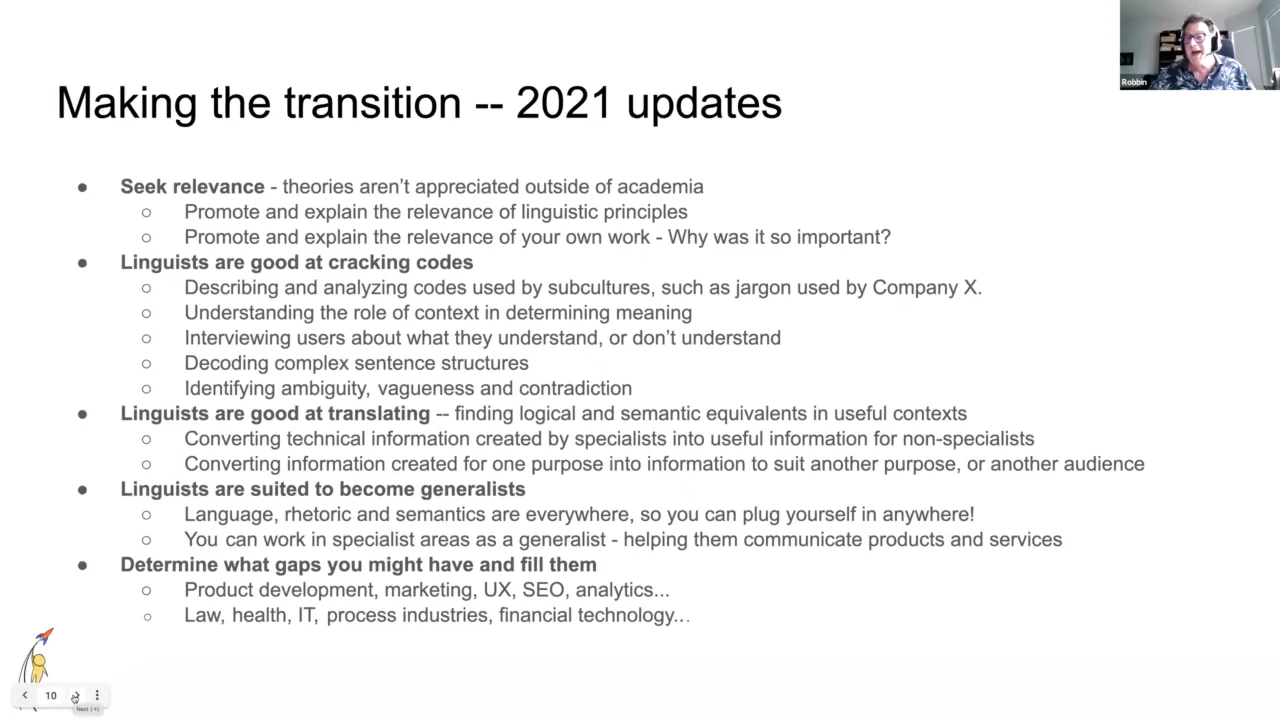 Robbin
Making the transition -- 2021 updates
● Seek relevance - theories aren’t appreciated outside of academia
○ Promote and explain the relevance of linguistic principles
○ Promote and explain the relevance of your own work - Why was it so important?
● Linguists are good at cracking codes
○ Describing and analyzing codes used by subcultures, such as jargon used by Company X.
○ Understanding the role of context in determining meaning
○ Interviewing users about what they understand, or don’t understand
○ Decoding complex sentence structures
○ Identifying ambiguity, vagueness and contradiction
● Linguists are good at translating -- finding logical and semantic equivalents in useful contexts
○ Converting technical information created by specialists into useful information for non-specialists
○ Converting information created for one purpose into information to suit another purpose, or another audience
● Linguists are suited to become generalists
○ Language, rhetoric and semantics are everywhere, so you can plug yourself in anywhere!
○ You can work in specialist areas as a generalist - helping them communicate products and services
● Determine what gaps you might have and fill them
○ Product development, marketing, UX, SEO, analytics...
○ Law, health, IT, process industries, financial technology...
10
Next (→)